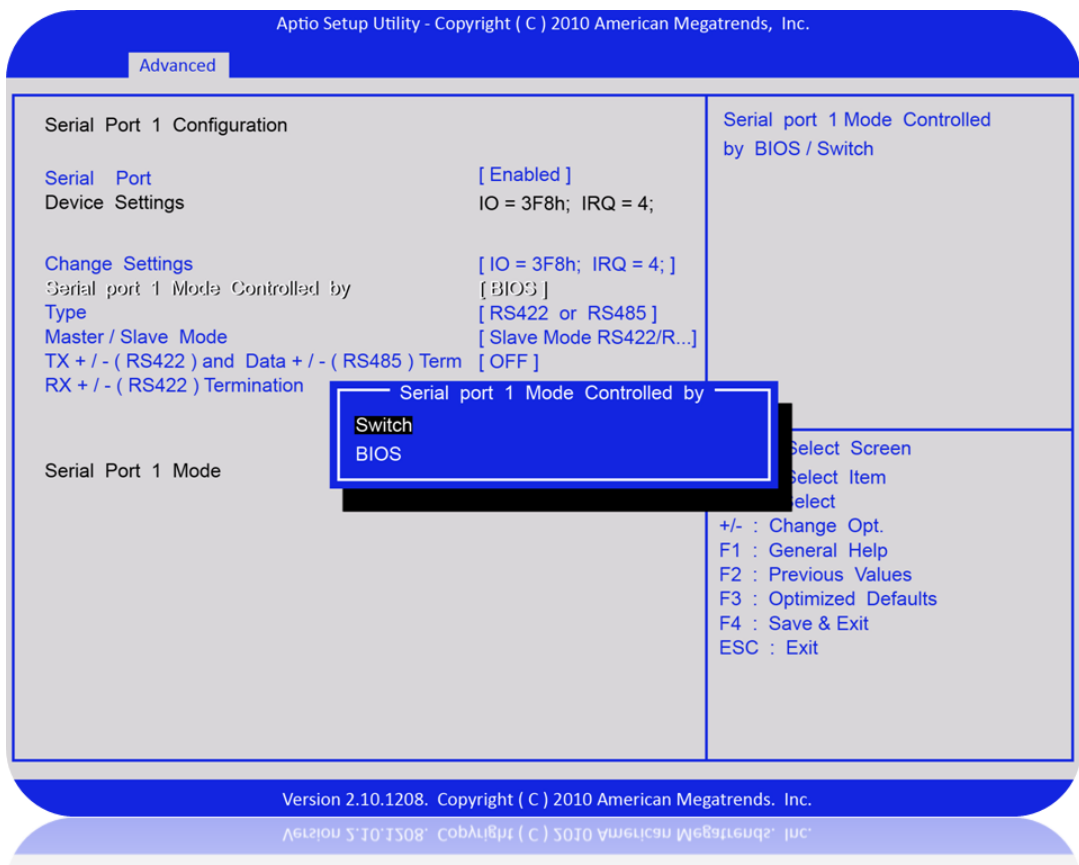 Aptio Setup Utility - Copyright ( C ) 2010 American Megatrends, Inc.
Advanced
Serial Port 1 Configuration
Serial Port [ Enabled ]
Device Settings IO = 3F8h; IRQ = 4;
Change Settings [ IO = 3F8h; IRQ = 4; ]
Serial port 1 Mode Controlled by [ BIOS ]
Type [ RS422 or RS485 ]
Master / Slave Mode [ Slave Mode RS422/R...]
TX + / - ( RS422 ) and Data + / - ( RS485 ) Term [ OFF ]
RX + / - ( RS422 ) Termination
Serial Port 1 Mode
Serial port 1 Mode Controlled by
Switch
BIOS
Serial port 1 Mode Controlled
by BIOS / Switch
Select Screen
Select Item
Select
+/- : Change Opt.
F1 : General Help
F2 : Previous Values
F3 : Optimized Defaults
F4 : Save & Exit
ESC : Exit
Version 2.10.1208. Copyright ( C ) 2010 American Megatrends. Inc.